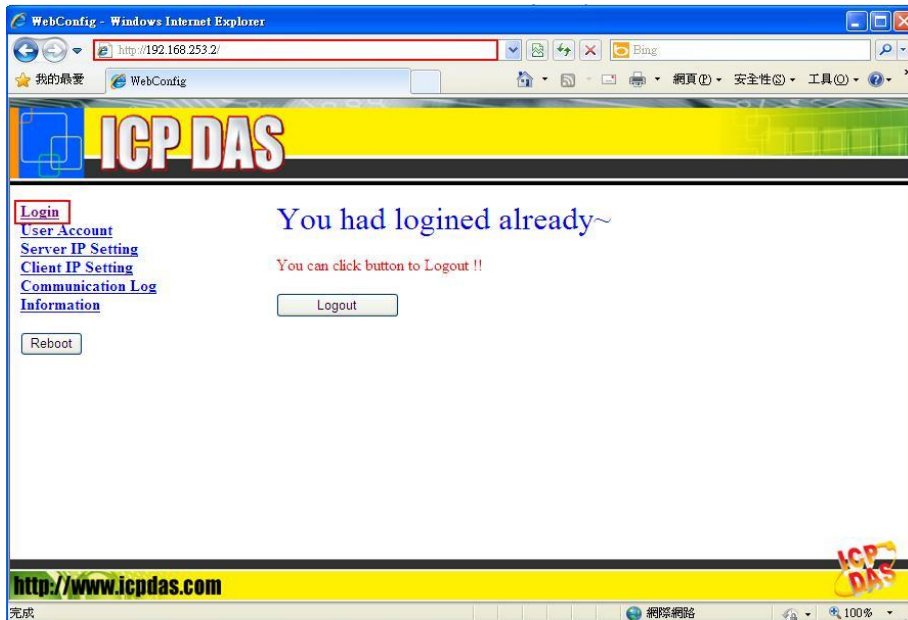 WebConfig - Windows Internet Explorer
http://192.168.253.2/
Bing
我的最愛
WebConfig
網頁(P)
安全性(S)
工具(O)
ICP DAS
Login
User Account
Server IP Setting
Client IP Setting
Communication Log
Information
Reboot
You had logined already~
You can click button to Logout !!
Logout
http://www.icpdas.com
ICP
DAS
完成
網際網路
100%